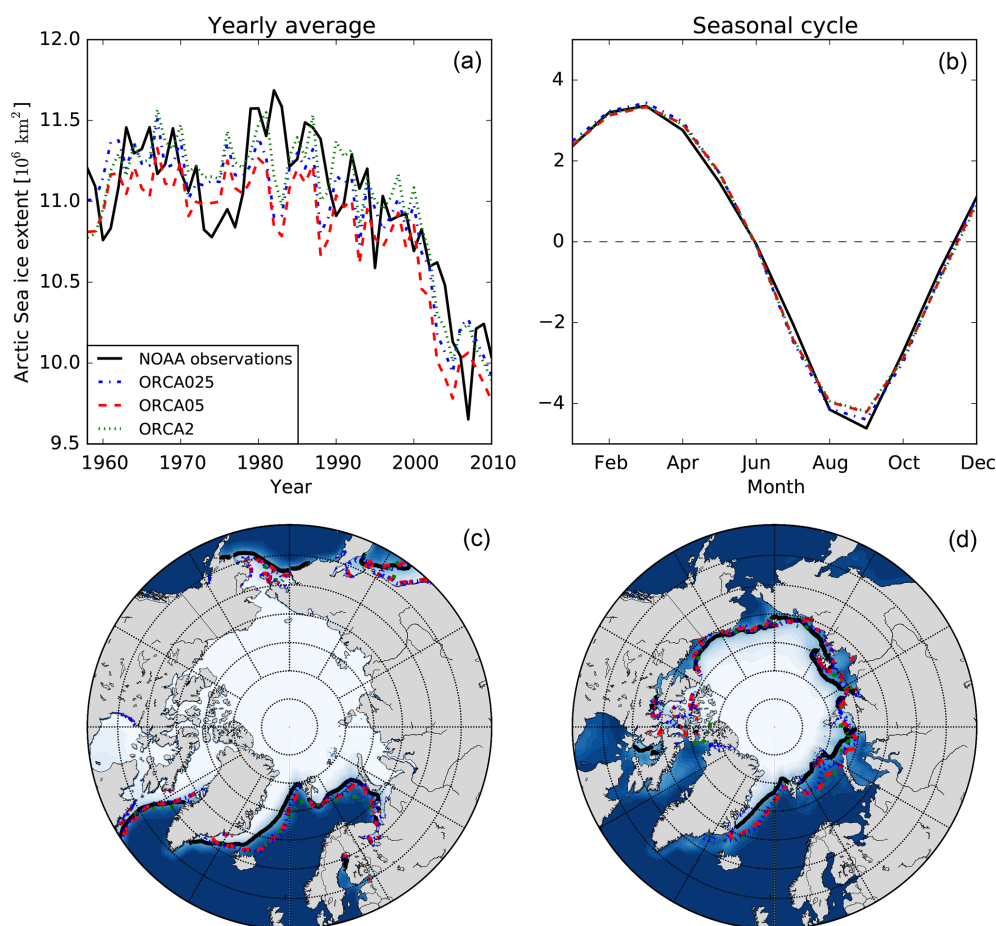 Yearly average
Seasonal cycle
(a)
(b)
Arctic Sea ice extent [10⁶ km²]
12.0
11.5
11.0
10.5
10.0
9.5
NOAA observations
ORCA025
ORCA05
ORCA2
1960
1970
1980
1990
2000
2010
Year
4
2
0
−2
−4
Feb
Apr
Jun
Aug
Oct
Dec
Month
(c)
(d)